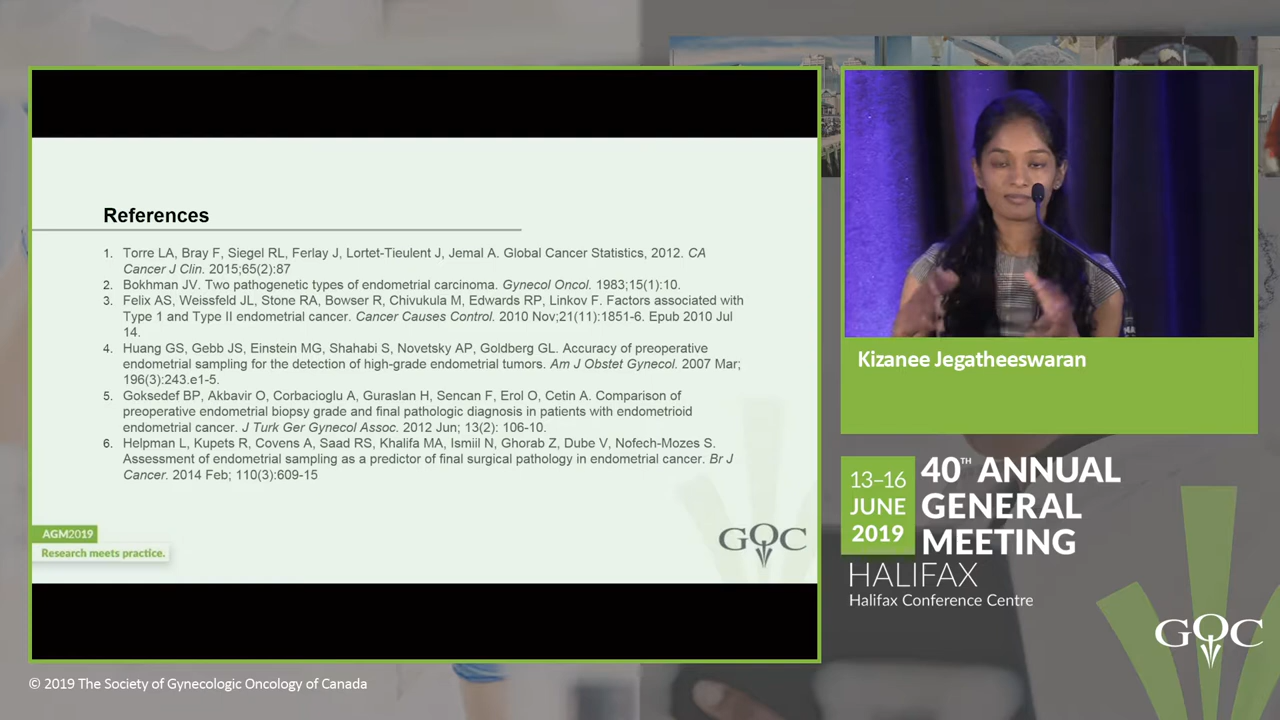 References
1. Torre LA, Bray F, Siegel RL, Ferlay J, Lortet-Tieulent J, Jemal A. Global Cancer Statistics, 2012. CA
Cancer J Clin. 2015;65(2):87
2. Bokhman JV. Two pathogenetic types of endometrial carcinoma. Gynecol Oncol. 1983;15(1):10.
3. Felix AS, Weissfeld JL, Stone RA, Bowser R, Chivukula M, Edwards RP, Linkov F. Factors associated with
Type 1 and Type II endometrial cancer. Cancer Causes Control. 2010 Nov;21(11):1851-6. Epub 2010 Jul
14.
4. Huang GS, Gebb JS, Einstein MG, Shahabi S, Novetsky AP, Goldberg GL. Accuracy of preoperative
endometrial sampling for the detection of high-grade endometrial tumors. Am J Obstet Gynecol. 2007 Mar;
196(3):243.e1-5.
5. Goksedef BP, Akbavir O, Corbacioglu A, Guraslan H, Sencan F, Erol O, Cetin A. Comparison of
preoperative endometrial biopsy grade and final pathologic diagnosis in patients with endometrioid
endometrial cancer. J Turk Ger Gynecol Assoc. 2012 Jun; 13(2): 106-10.
6. Helpman L, Kupets R, Covens A, Saad RS, Khalifa MA, Ismiil N, Ghorab Z, Dube V, Nofech-Mozes S.
Assessment of endometrial sampling as a predictor of final surgical pathology in endometrial cancer. Br J
Cancer. 2014 Feb; 110(3):609-15
AGM2019
Research meets practice.
GOC
Kizanee Jegatheeswaran
13–16
JUNE
2019
40TH ANNUAL
GENERAL
MEETING
HALIFAX
Halifax Conference Centre
GOC
© 2019 The Society of Gynecologic Oncology of Canada